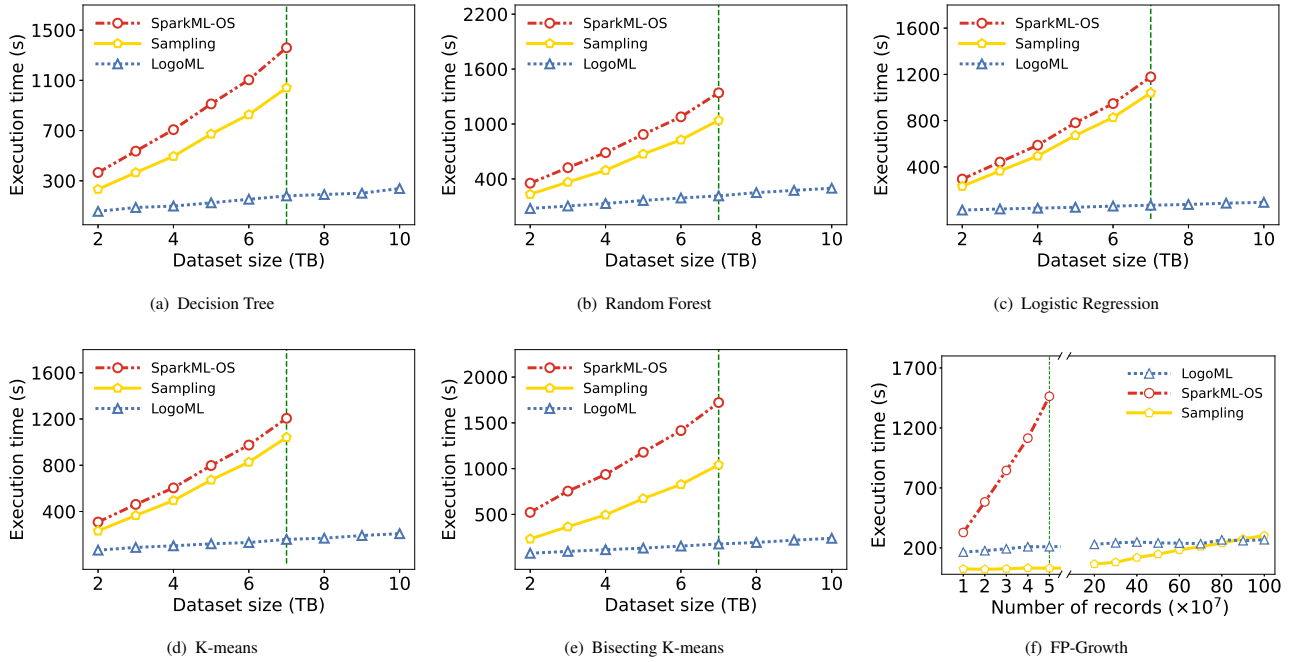 1500
1100
700
300
Execution time (s)
SparkML-OS
Sampling
LogoML
2 4 6 8 10
Dataset size (TB)
(a) Decision Tree
2200
1600
1000
400
Execution time (s)
SparkML-OS
Sampling
LogoML
2 4 6 8 10
Dataset size (TB)
(b) Random Forest
1600
1200
800
400
Execution time (s)
SparkML-OS
Sampling
LogoML
2 4 6 8 10
Dataset size (TB)
(c) Logistic Regression
1600
1200
800
400
Execution time (s)
SparkML-OS
Sampling
LogoML
2 4 6 8 10
Dataset size (TB)
(d) K-means
2000
1500
1000
500
Execution time (s)
SparkML-OS
Sampling
LogoML
2 4 6 8 10
Dataset size (TB)
(e) Bisecting K-means
1700
1200
700
200
Execution time (s)
LogoML
SparkML-OS
Sampling
1 2 3 4 5 20 40 60 80 100
Number of records (×10⁷)
(f) FP-Growth